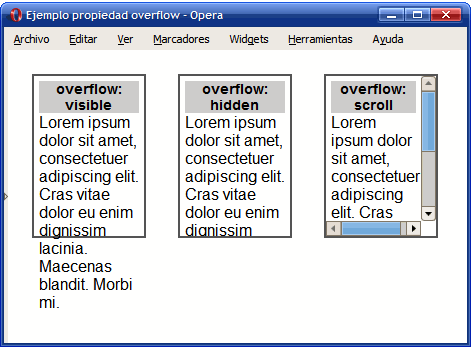 Ejemplo propiedad overflow - Opera
Archivo Editar Ver Marcadores Widgets Herramientas Ayuda
overflow:
visible
Lorem ipsum
dolor sit amet,
consectetuer
adipiscing elit.
Cras vitae
dolor eu enim
dignissim
lacinia.
Maecenas
blandit. Morbi
mi.
overflow:
hidden
Lorem ipsum
dolor sit amet,
consectetuer
adipiscing elit.
Cras vitae
dolor eu enim
dignissim
overflow:
scroll
Lorem
ipsum dolor
sit amet,
consectetuer
adipiscing
elit. Cras